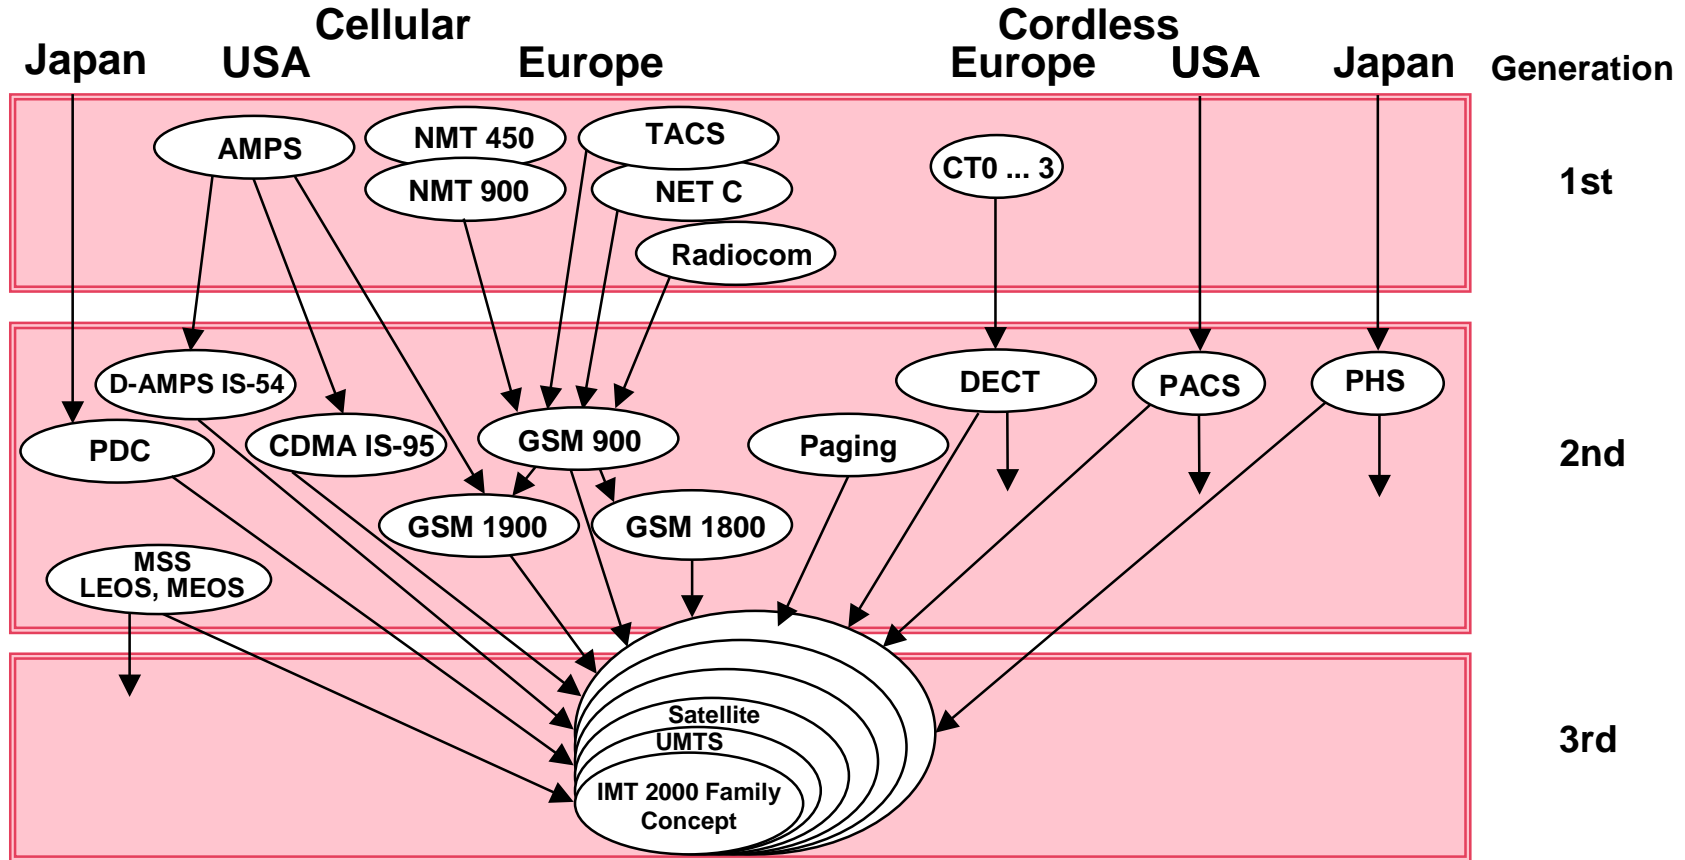 Cellular
Cordless
Japan
USA
Europe
Europe
USA
Japan
Generation
AMPS
NMT 450
NMT 900
TACS
NET C
Radiocom
CT0 ... 3
1st
D-AMPS IS-54
PDC
CDMA IS-95
GSM 900
GSM 1900
GSM 1800
Paging
DECT
PACS
PHS
2nd
MSS
LEOS, MEOS
Satellite
UMTS
IMT 2000 Family
Concept
3rd